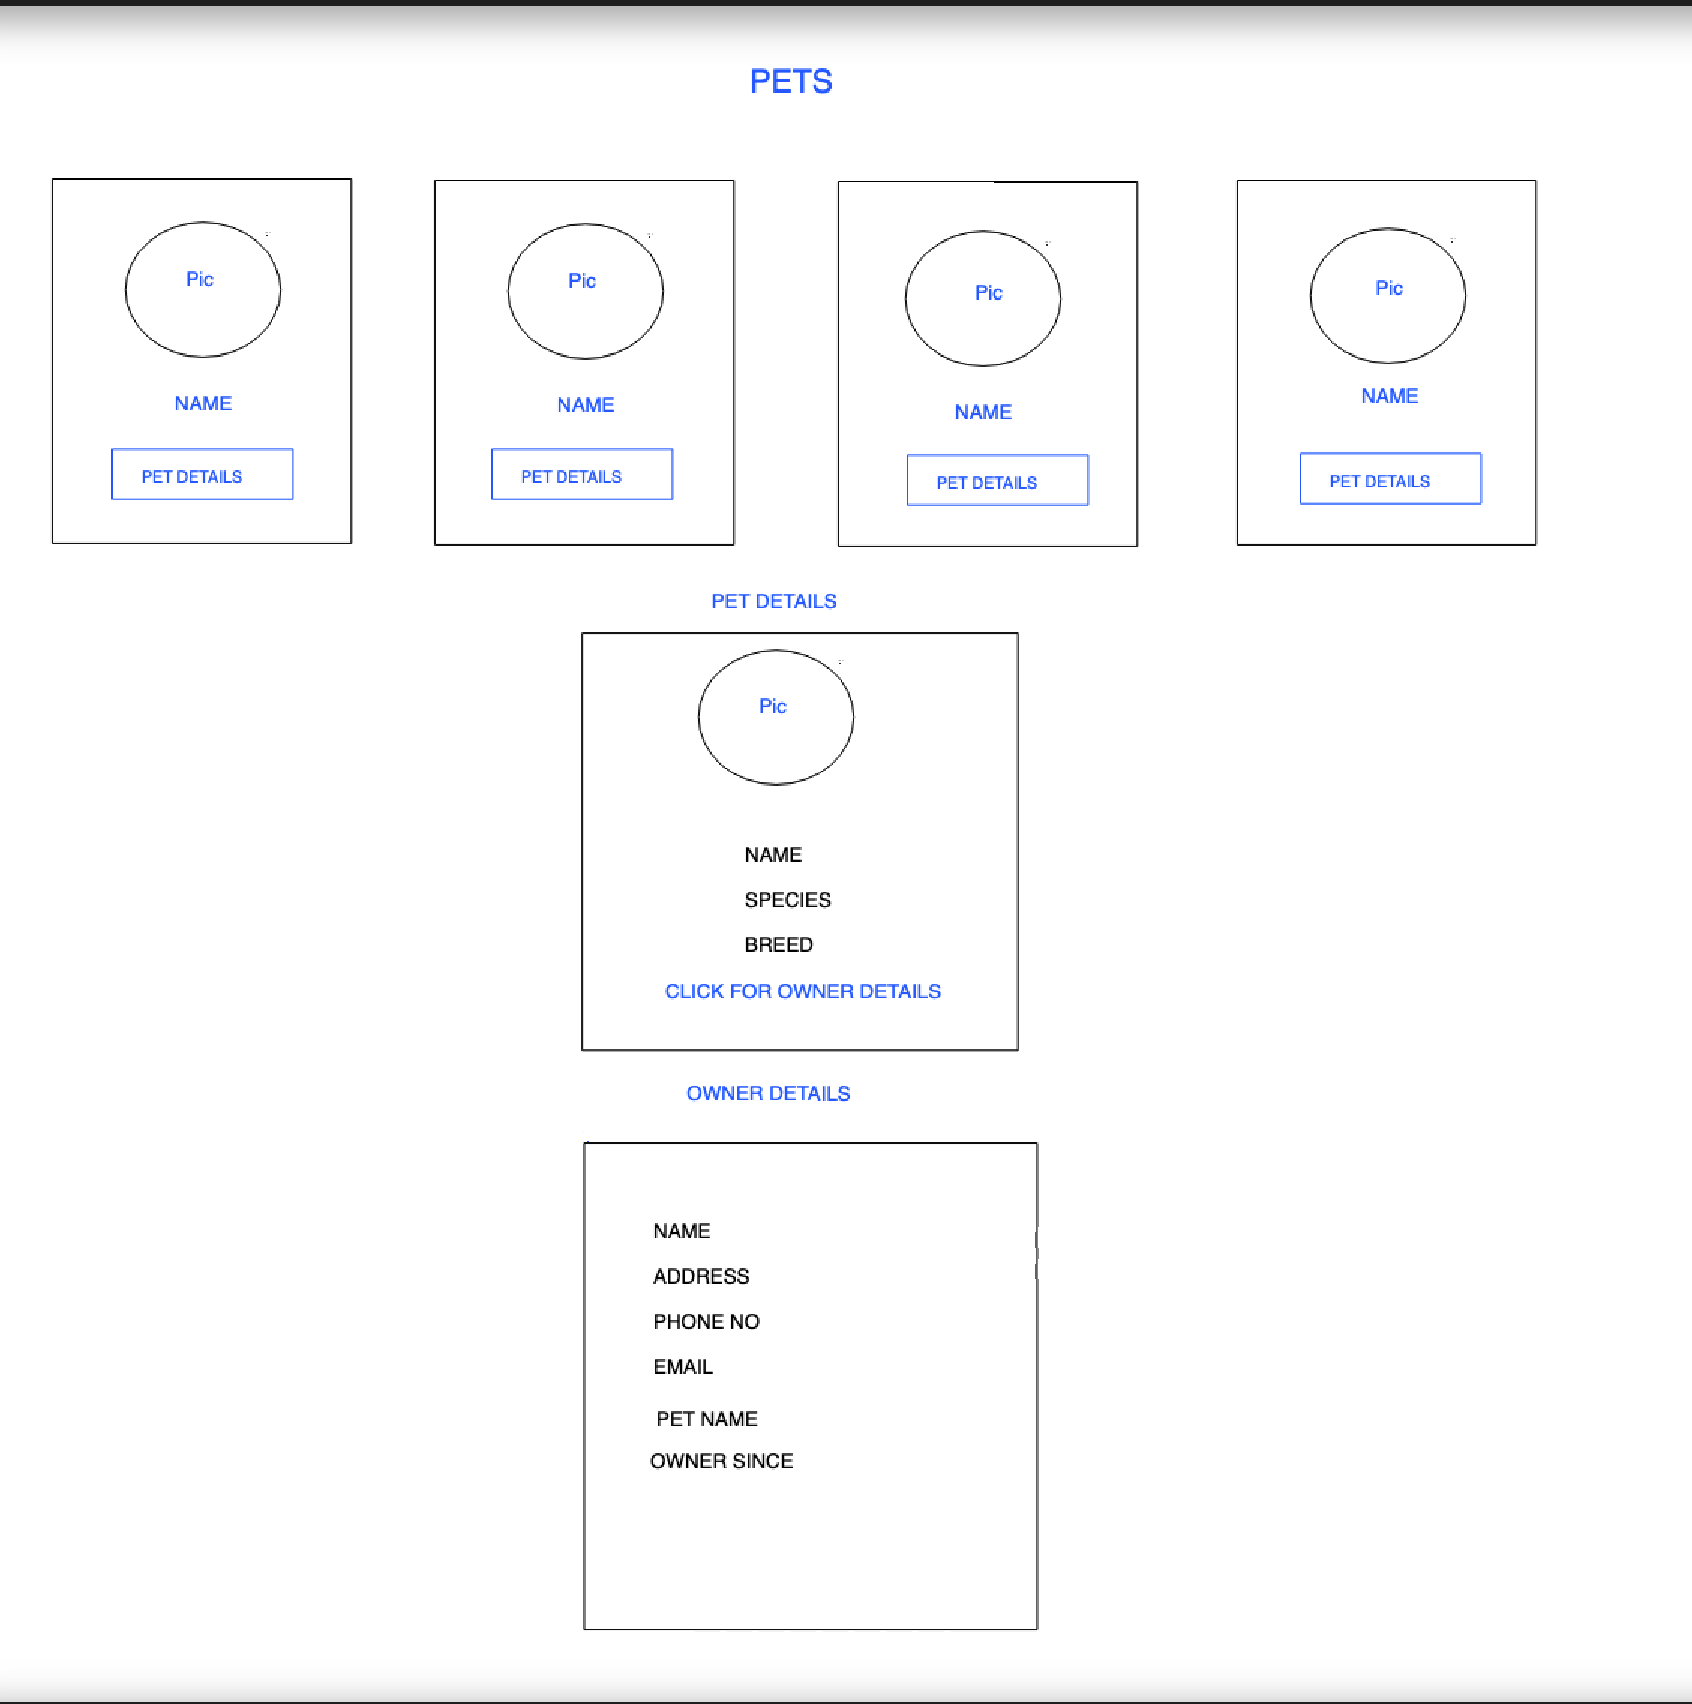 PETS
Pic
Pic
Pic
Pic
NAME
NAME
NAME
NAME
PET DETAILS
PET DETAILS
PET DETAILS
PET DETAILS
PET DETAILS
Pic
NAME
SPECIES
BREED
CLICK FOR OWNER DETAILS
OWNER DETAILS
NAME
ADDRESS
PHONE NO
EMAIL
PET NAME
OWNER SINCE